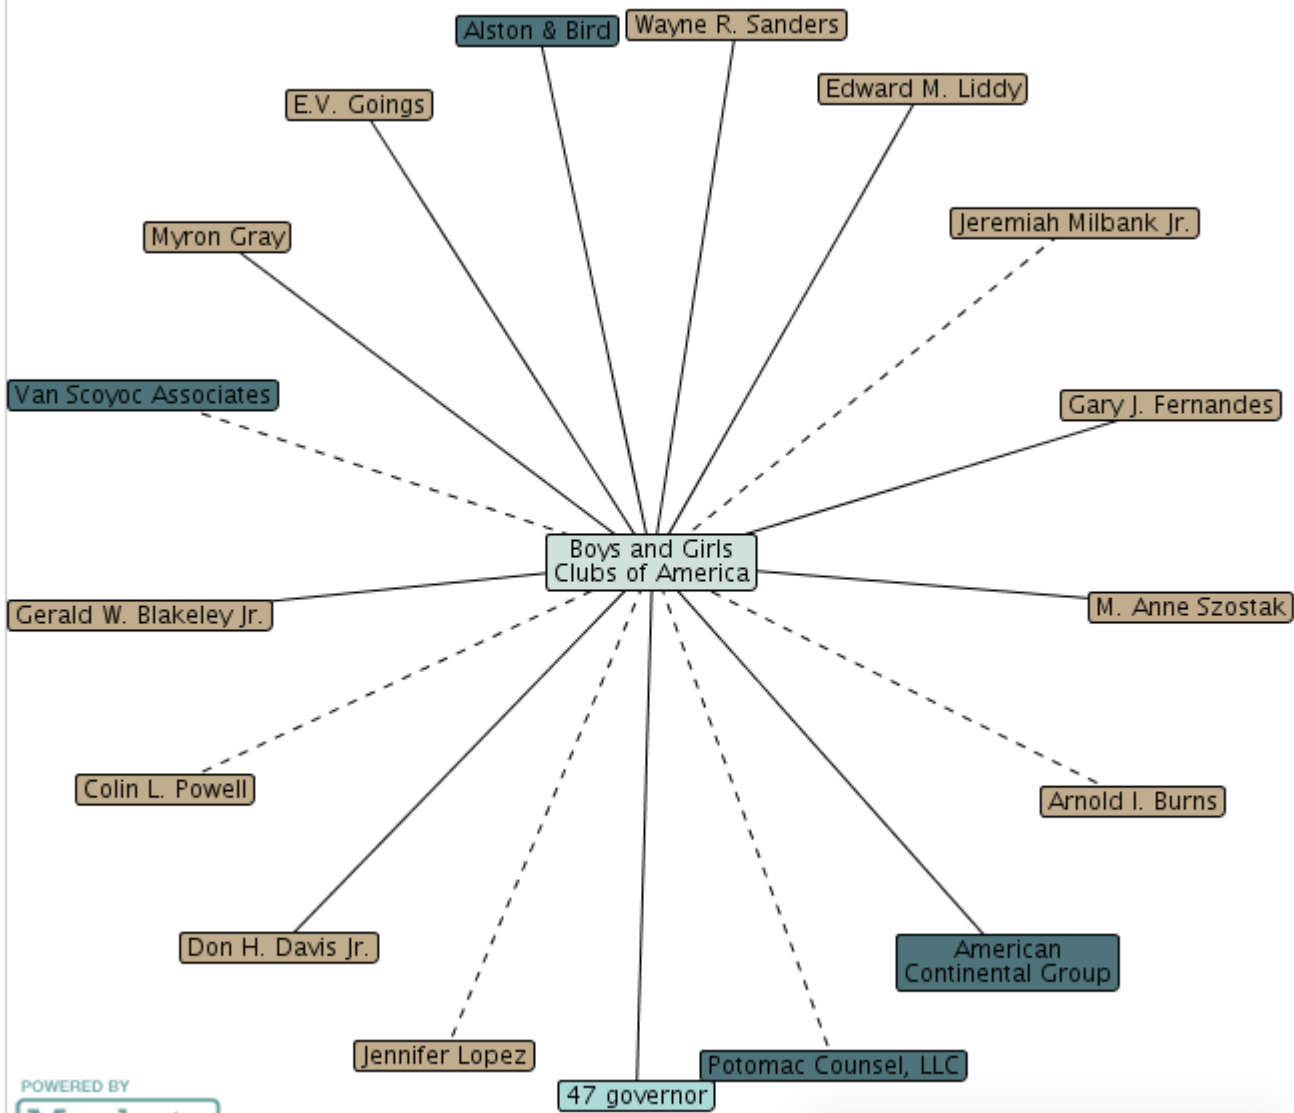 Alston & Bird
Wayne R. Sanders
Edward M. Liddy
E.V. Goings
Jeremiah Milbank Jr.
Myron Gray
Van Scoyoc Associates
Gary J. Fernandes
Boys and Girls
Clubs of America
Gerald W. Blakeley Jr.
M. Anne Szostak
Colin L. Powell
Arnold I. Burns
Don H. Davis Jr.
American
Continental Group
Jennifer Lopez
Potomac Counsel, LLC
47 governor
POWERED BY